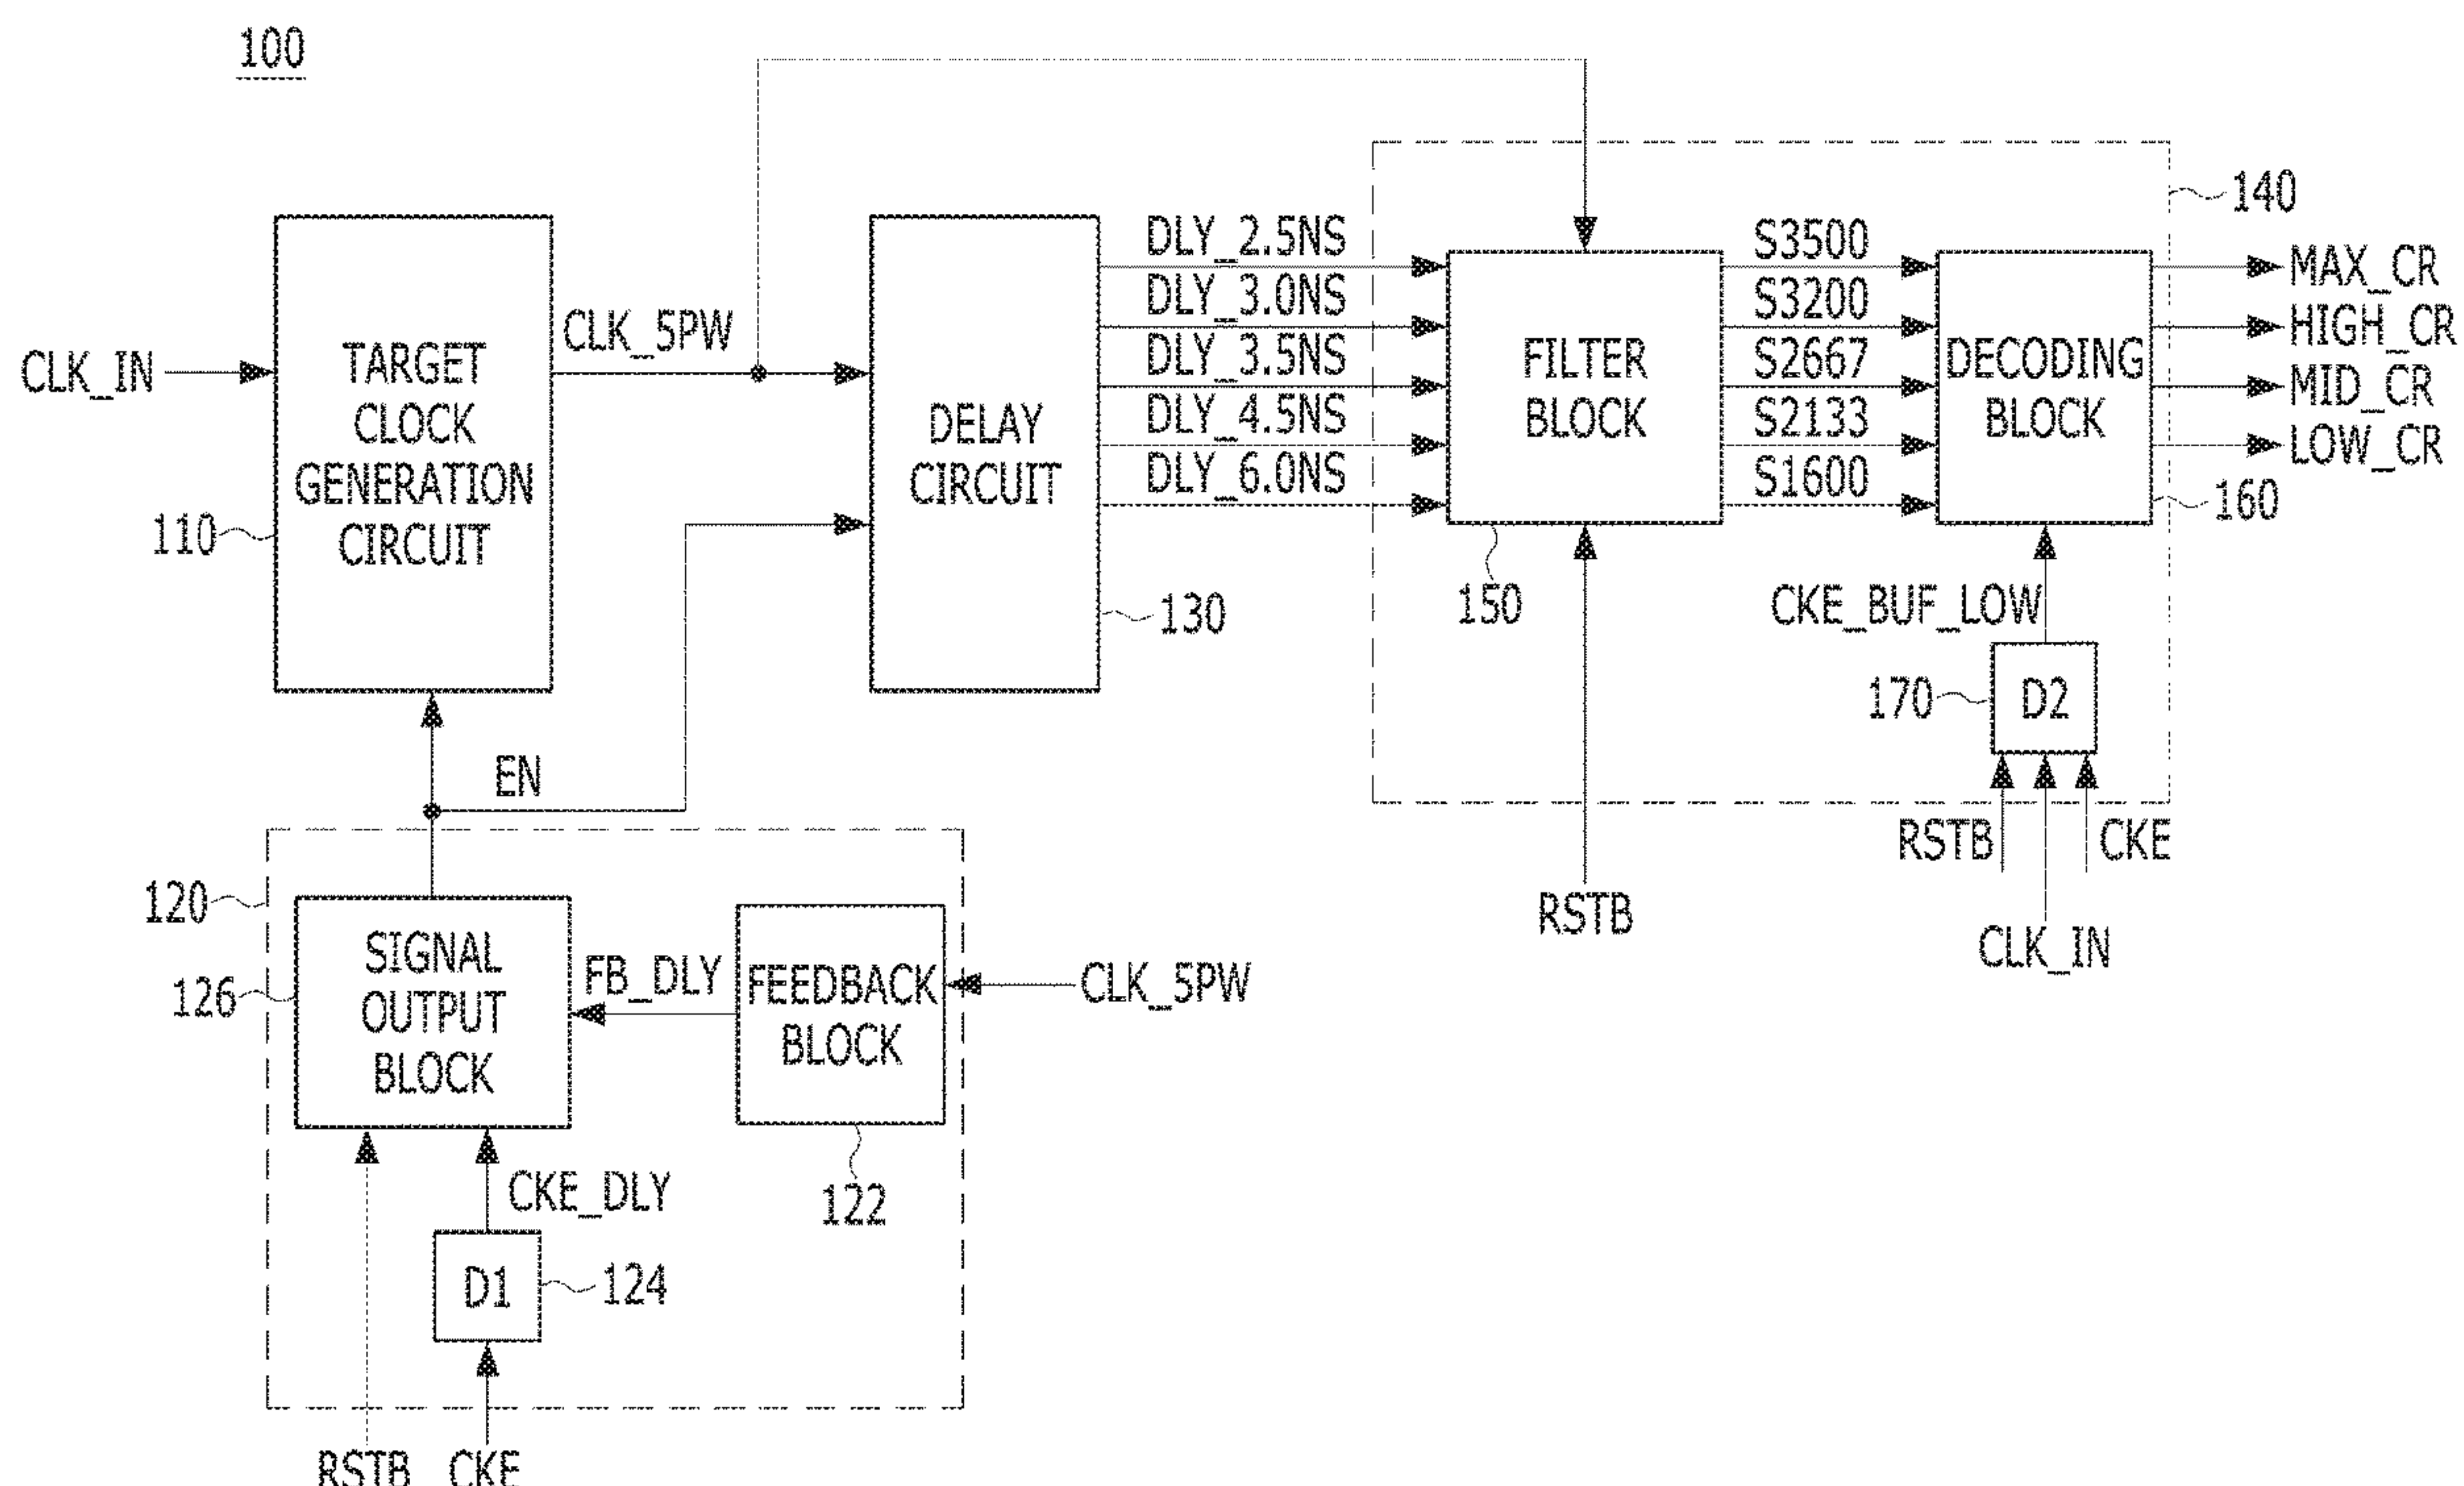 100
CLK_IN
TARGET
CLOCK
GENERATION
CIRCUIT
110
CLK_5PW
DELAY
CIRCUIT
130
DLY_2.5NS
DLY_3.0NS
DLY_3.5NS
DLY_4.5NS
DLY_6.0NS
FILTER
BLOCK
150
S3500
S3200
S2667
S2133
S1600
DECODING
BLOCK
160
140
MAX_CR
HIGH_CR
MID_CR
LOW_CR
CKE_BUF_LOW
170
D2
RSTB
CLK_IN
CKE
RSTB
EN
120
SIGNAL
OUTPUT
BLOCK
126
FB_DLY
FEEDBACK
BLOCK
122
CLK_5PW
CKE_DLY
D1
124
RSTB
CKE